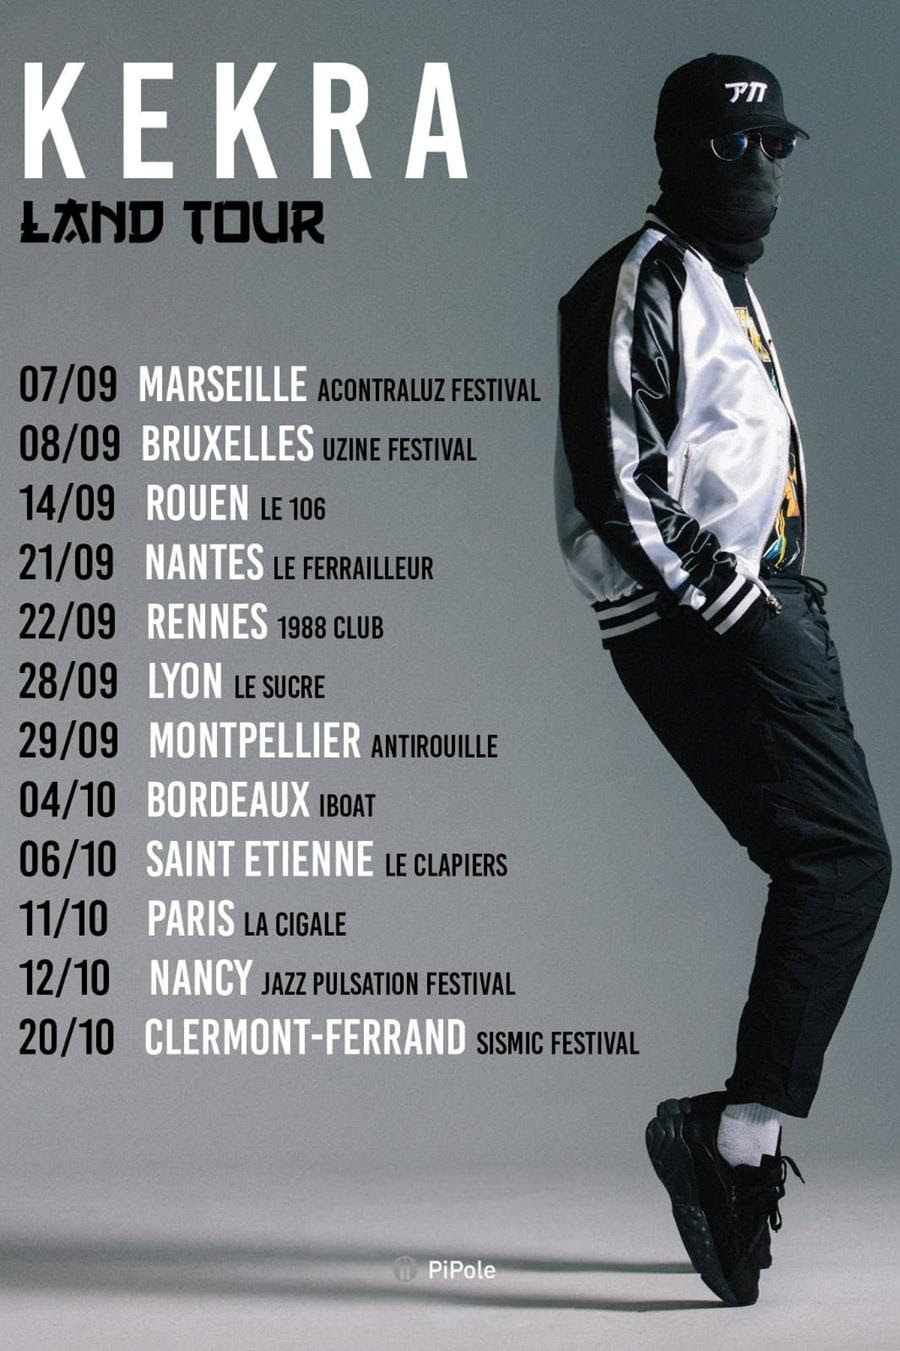 KEKRA
LAND TOUR
07/09 MARSEILLE ACONTRALUZ FESTIVAL
08/09 BRUXELLES UZINE FESTIVAL
14/09 ROUEN LE 106
21/09 NANTES LE FERRAILLEUR
22/09 RENNES 1988 CLUB
28/09 LYON LE SUCRE
29/09 MONTPELLIER ANTIROUILLE
04/10 BORDEAUX IBOAT
06/10 SAINT ETIENNE LE CLAPIERS
11/10 PARIS LA CIGALE
12/10 NANCY JAZZ PULSATION FESTIVAL
20/10 CLERMONT-FERRAND SISMIC FESTIVAL
PiPole